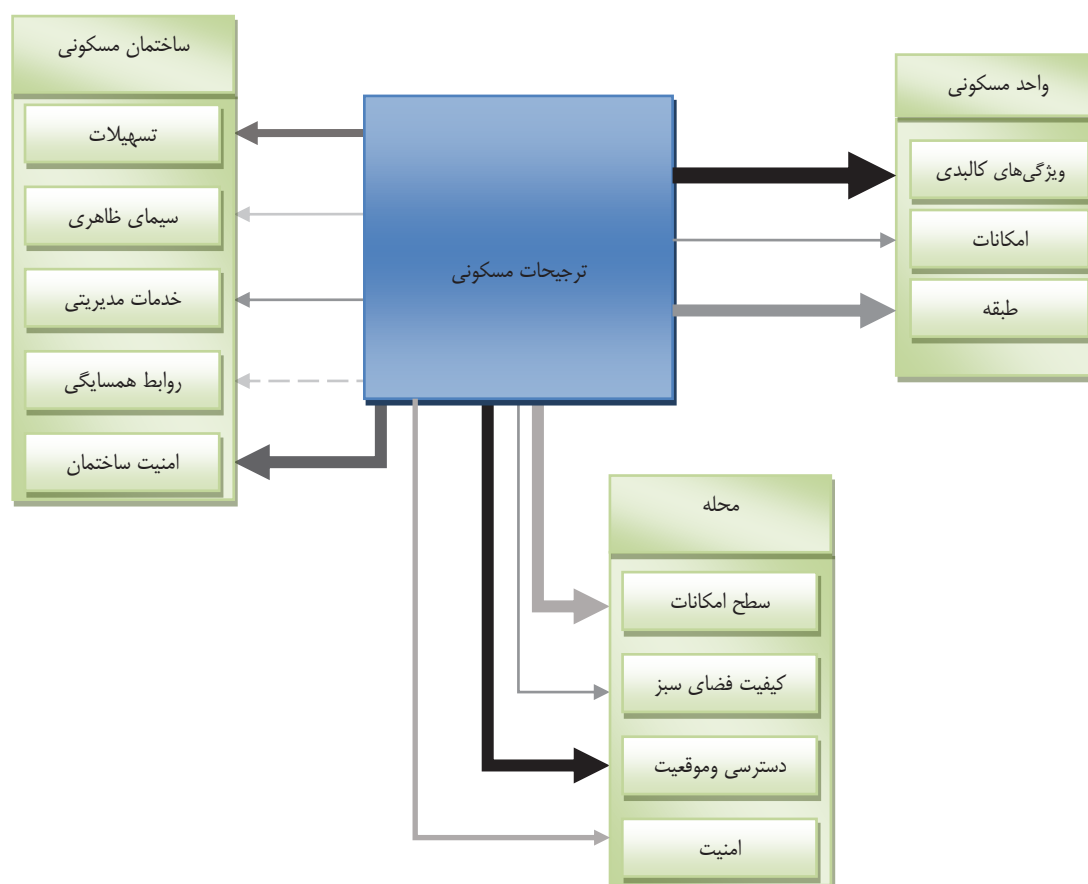 ساختمان مسکونی
تسهیلات
سیمای ظاهری
خدمات مدیریتی
روابط همسایگی
امنیت ساختمان
ترجیحات مسکونی
واحد مسکونی
ویژگی‌های کالبدی
امکانات
طبقه
محله
سطح امکانات
کیفیت فضای سبز
دسترسی وموقعیت
امنیت